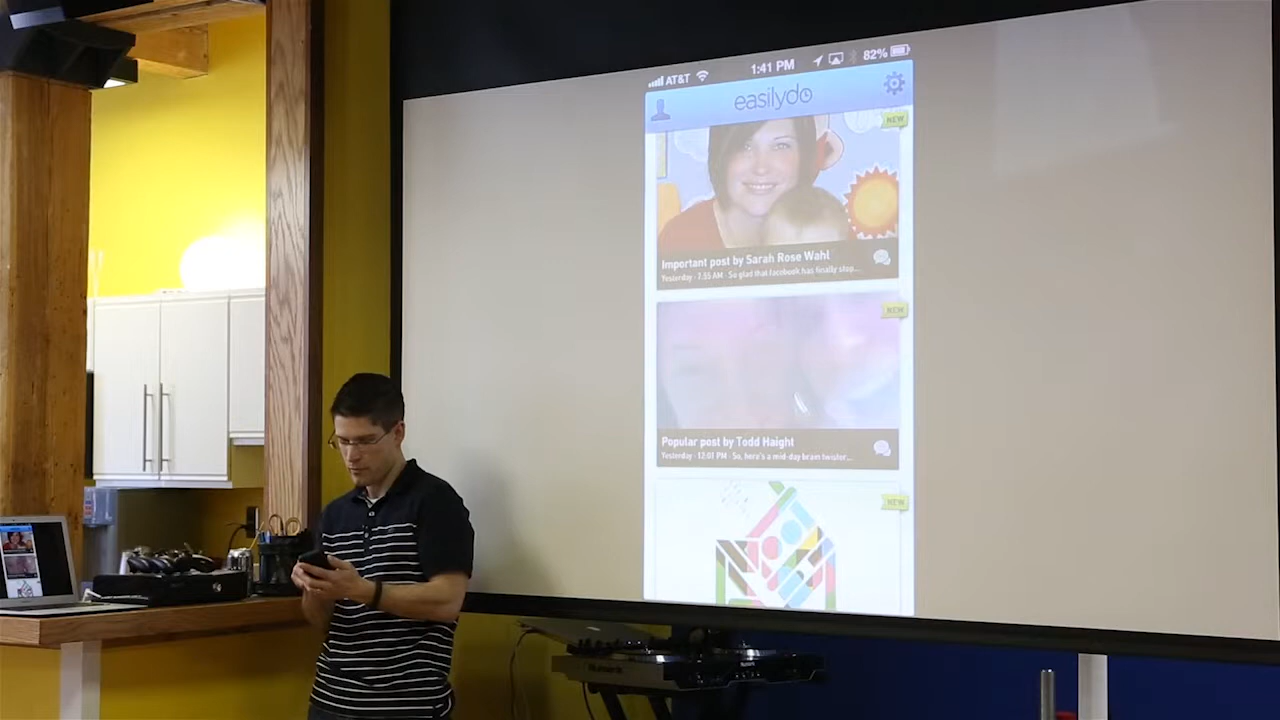 AT&T 1:41 PM 82%
easilydo
NEW
Important post by Sarah Rose Wahl
Yesterday - 7:55 AM - So glad that facebook has finally stop...
NEW
Popular post by Todd Haight
Yesterday - 12:01 PM - So, here's a mid-day brain twister...
NEW
Numark